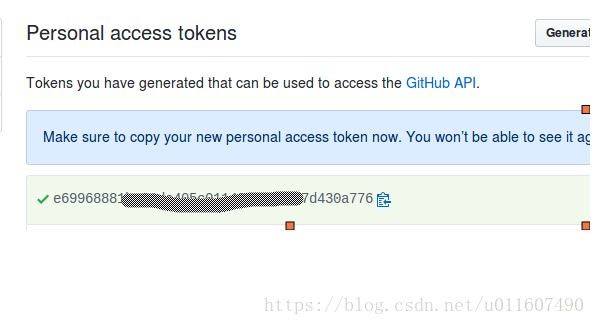 Personal access tokens
Generat
Tokens you have generated that can be used to access the GitHub API.
Make sure to copy your new personal access token now. You won't be able to see it ag
e6996888 7d430a776
https://blog.csdn.net/u011607490